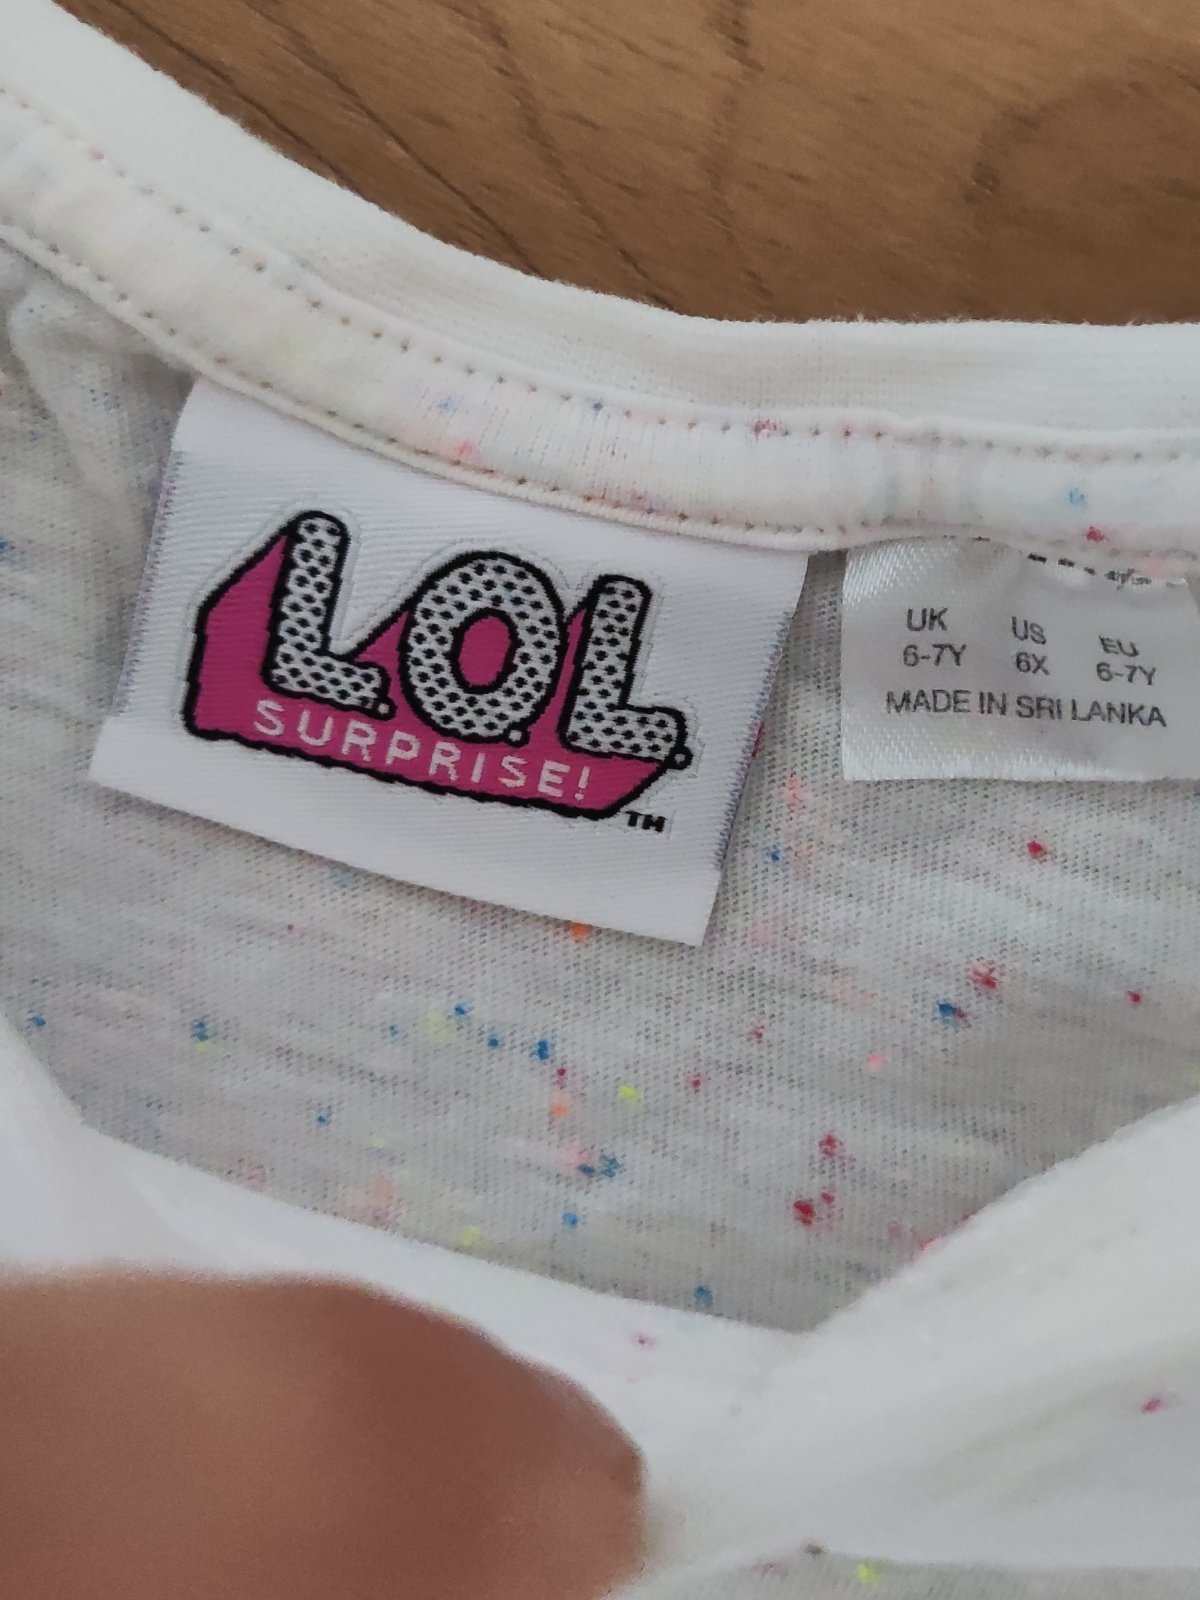 L.O.L.
SURPRISE!
TM
UK US EU
6-7Y 6X 6-7Y
MADE IN SRI LANKA